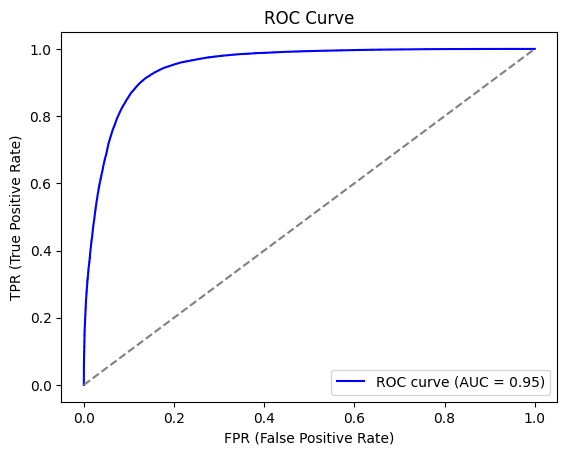 ROC Curve
TPR (True Positive Rate)
1.0
0.8
0.6
0.4
0.2
0.0
ROC curve (AUC = 0.95)
0.0 0.2 0.4 0.6 0.8 1.0
FPR (False Positive Rate)